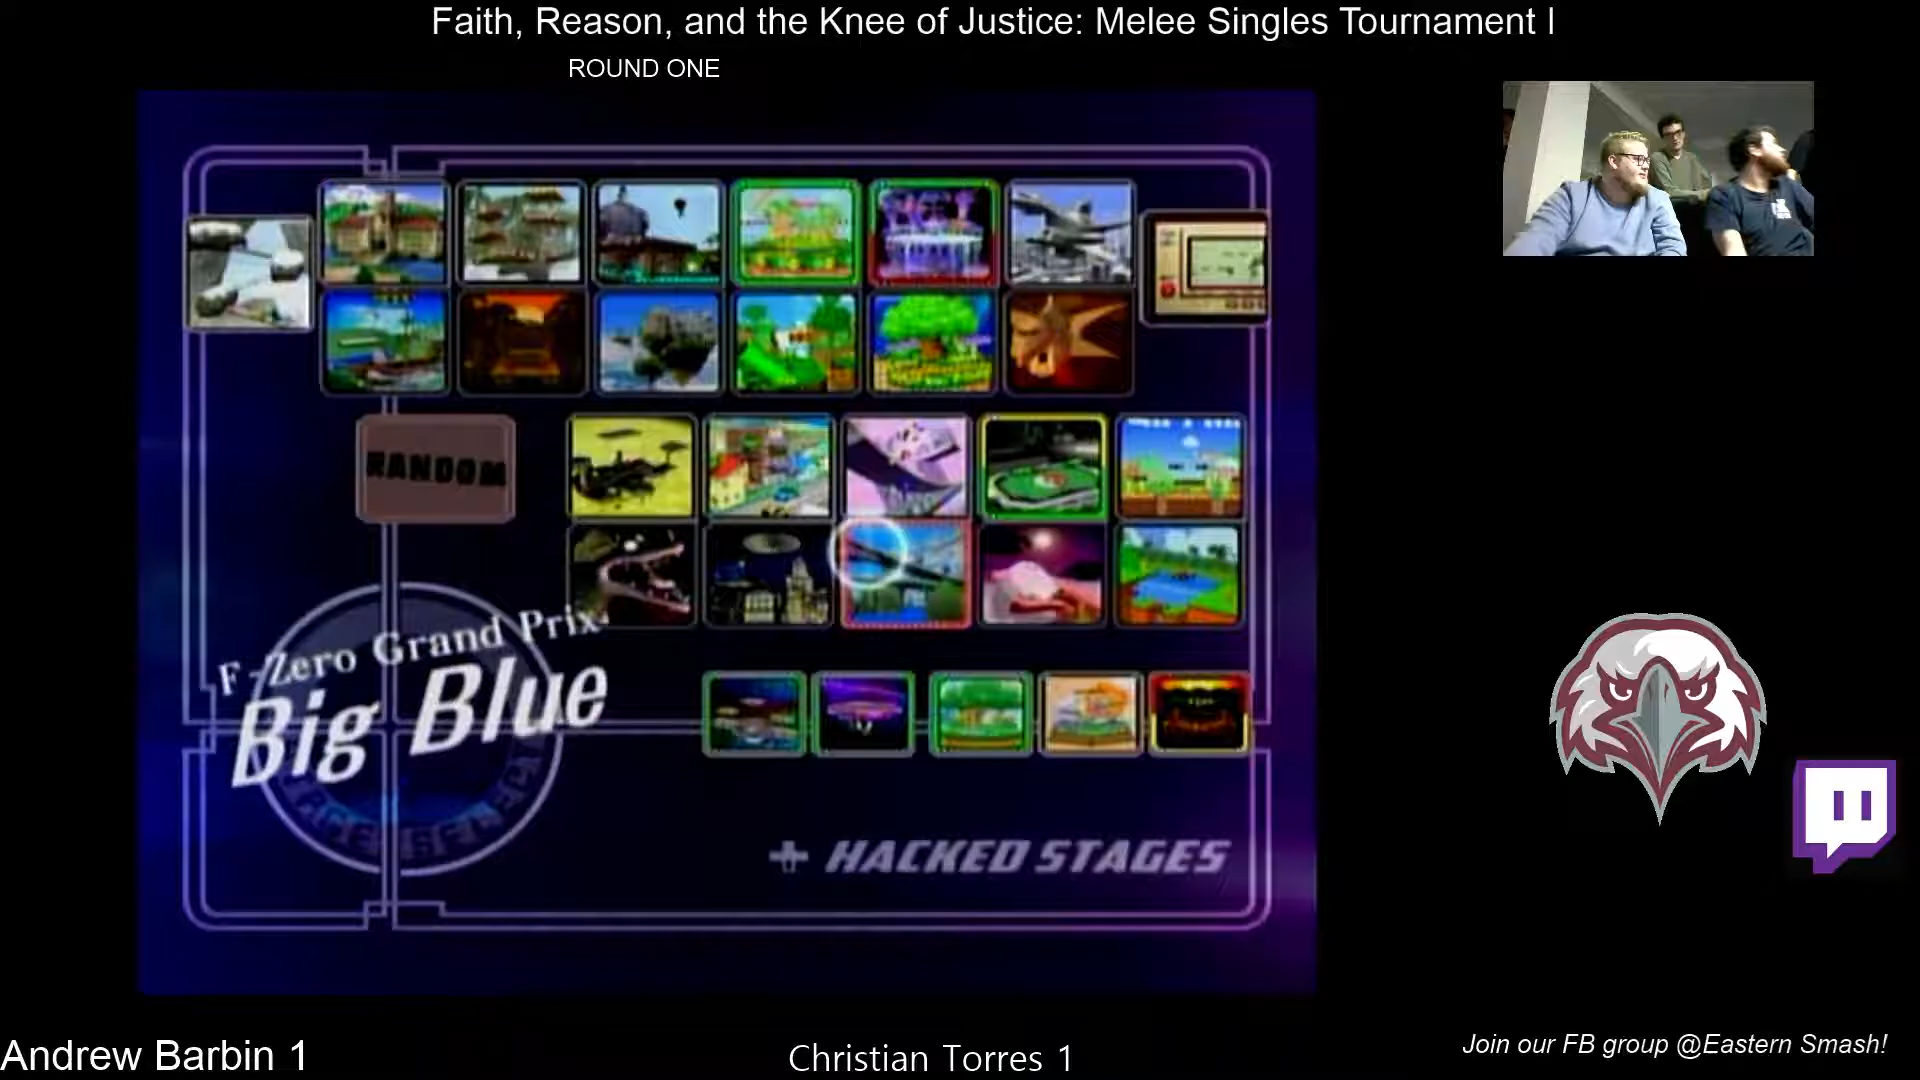 Faith, Reason, and the Knee of Justice: Melee Singles Tournament I
ROUND ONE
RANDOM
F-Zero Grand Prix
Big Blue
+ HACKED STAGES
Andrew Barbin 1
Christian Torres 1
Join our FB group @Eastern Smash!